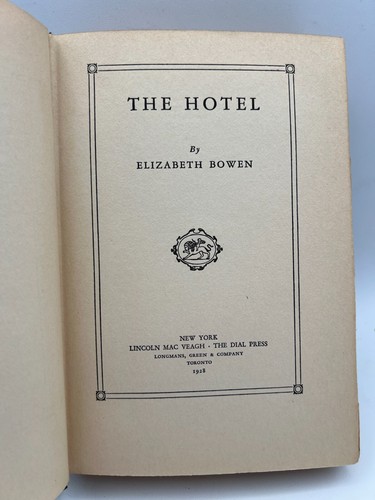 THE HOTEL
By
ELIZABETH BOWEN
NEW YORK
LINCOLN MAC VEAGH - THE DIAL PRESS
LONGMANS, GREEN & COMPANY
TORONTO
1928